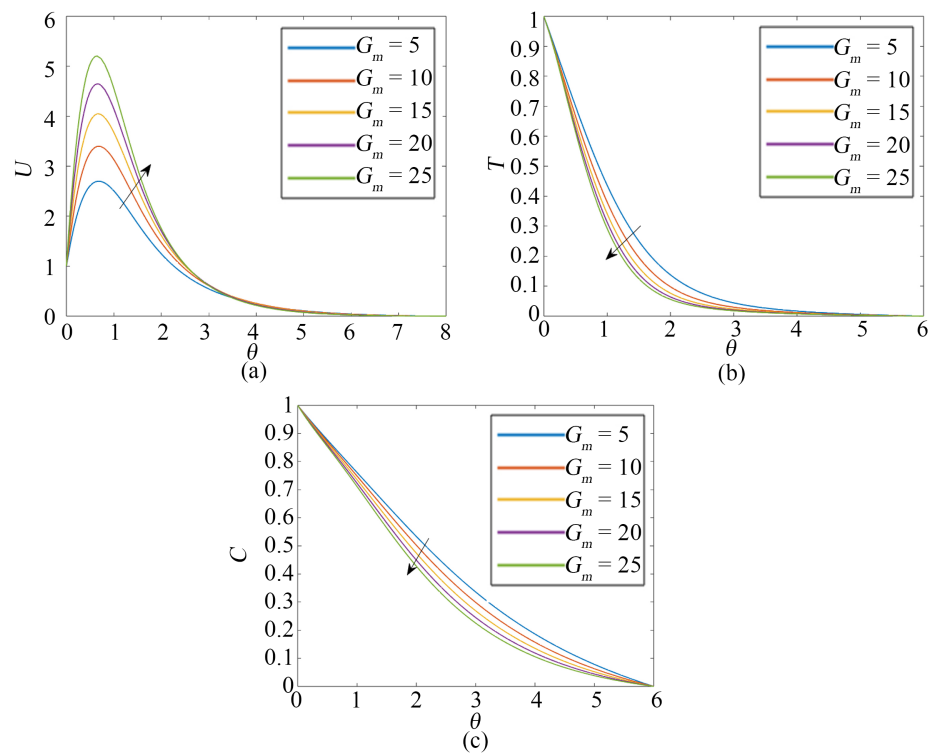 6
5
4
3
2
1
0
U
0 1 2 3 4 5 6 7 8
θ
(a)
G_m = 5
G_m = 10
G_m = 15
G_m = 20
G_m = 25
1
0.9
0.8
0.7
0.6
0.5
0.4
0.3
0.2
0.1
0
T
0 1 2 3 4 5 6
θ
(b)
G_m = 5
G_m = 10
G_m = 15
G_m = 20
G_m = 25
1
0.9
0.8
0.7
0.6
0.5
0.4
0.3
0.2
0.1
0
C
0 1 2 3 4 5 6
θ
(c)
G_m = 5
G_m = 10
G_m = 15
G_m = 20
G_m = 25